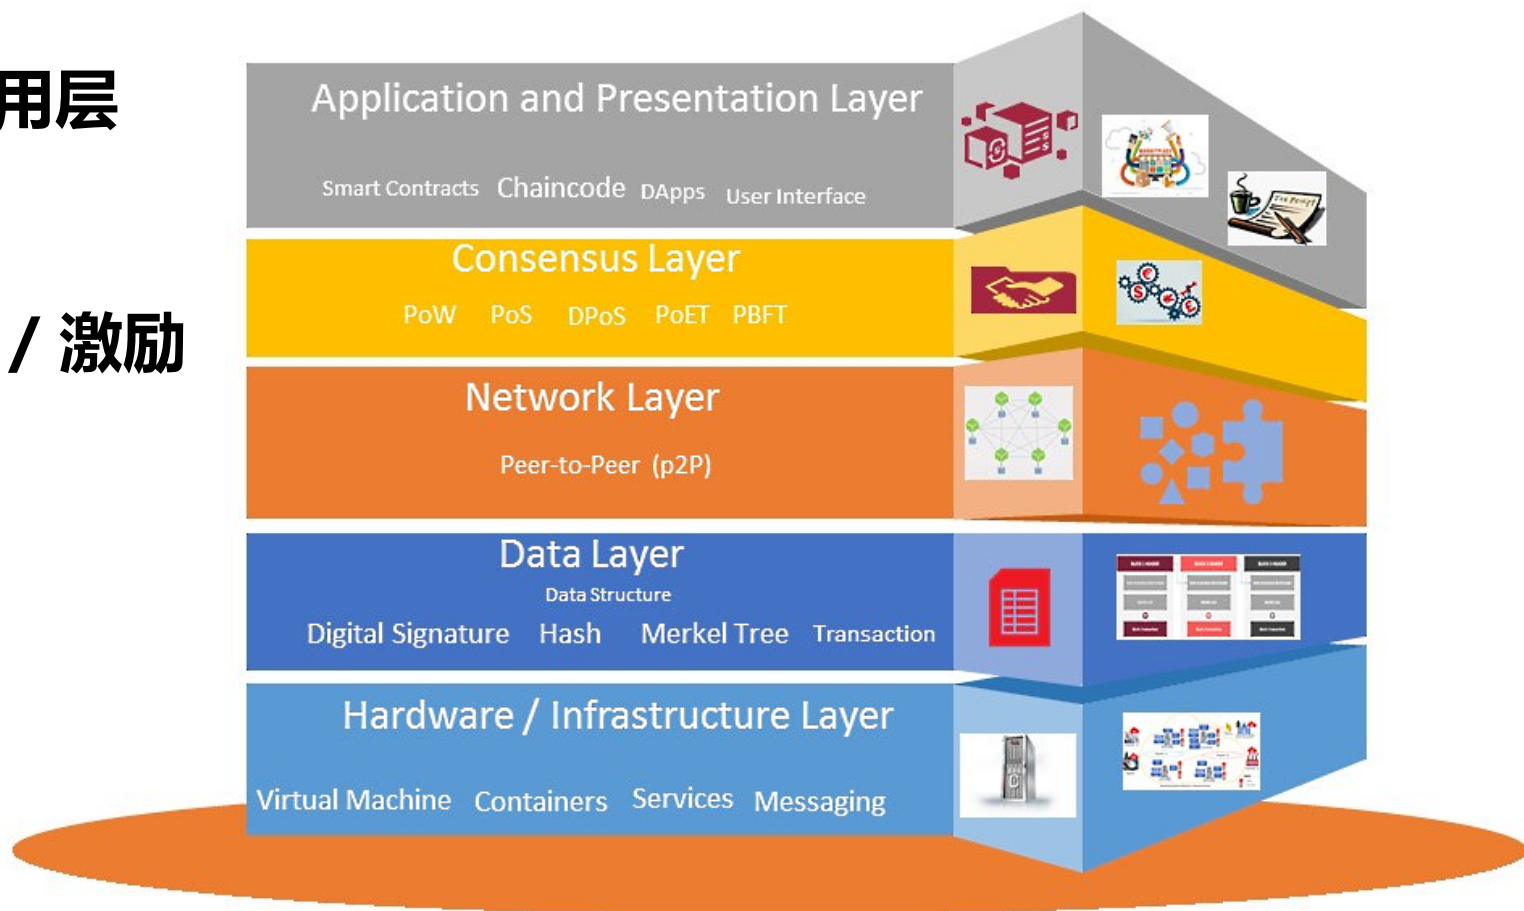 用层
Application and Presentation Layer
Smart Contracts Chaincode DApps User Interface
Consensus Layer
PoW PoS DPoS PoET PBFT
/ 激励
Network Layer
Peer-to-Peer (p2P)
Data Layer
Data Structure
Digital Signature Hash Merkel Tree Transaction
Hardware / Infrastructure Layer
Virtual Machine Containers Services Messaging